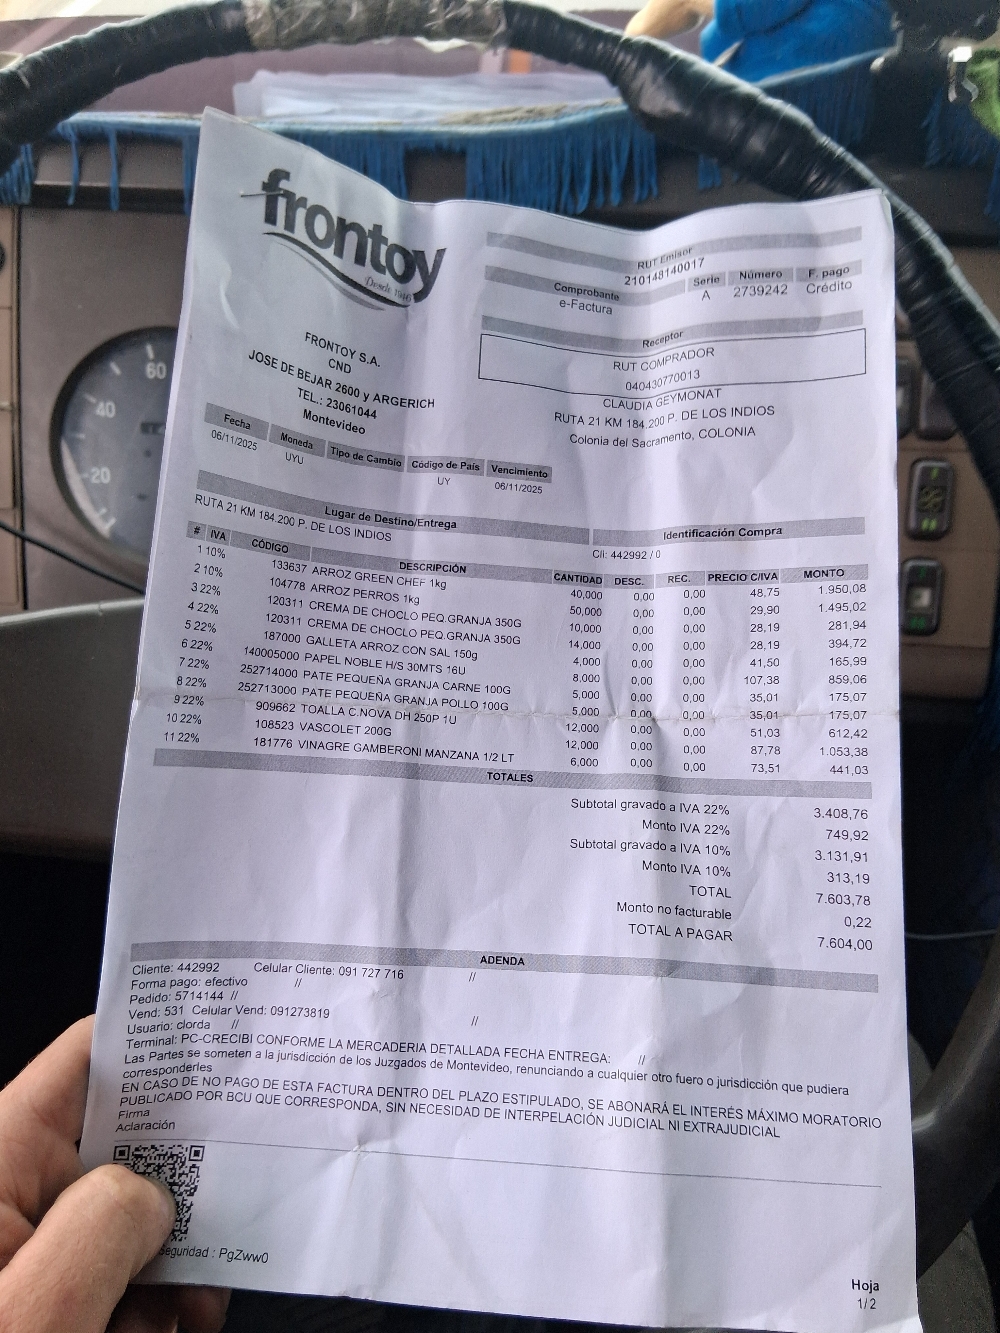 frontoy
Desde 1946
FRONTOY S.A.
CND
JOSE DE BEJAR 2600 y ARGERICH
TEL.: 23061044
Montevideo
RUT Emisor
210148140017
Comprobante Serie Número F. pago
e-Factura A 2739242 Crédito
Receptor
RUT COMPRADOR
040430770013
CLAUDIA GEYMONAT
RUTA 21 KM 184.200 P. DE LOS INDIOS
Colonia del Sacramento, COLONIA
Fecha Moneda Tipo de Cambio Código de País Vencimiento
06/11/2025 UYU UY 06/11/2025
Lugar de Destino/Entrega Identificación Compra
RUTA 21 KM 184.200 P. DE LOS INDIOS Cli: 442992 / 0
# IVA CÓDIGO DESCRIPCIÓN CANTIDAD DESC. REC. PRECIO C/IVA MONTO
1 10% 133637 ARROZ GREEN CHEF 1kg 40,000 0,00 0,00 48,75 1.950,08
2 10% 104778 ARROZ PERROS 1kg 50,000 0,00 0,00 29,90 1.495,02
3 22% 120311 CREMA DE CHOCLO PEQ.GRANJA 350G 10,000 0,00 0,00 28,19 281,94
4 22% 120311 CREMA DE CHOCLO PEQ.GRANJA 350G 14,000 0,00 0,00 28,19 394,72
5 22% 187000 GALLETA ARROZ CON SAL 150g 4,000 0,00 0,00 41,50 165,99
6 22% 140005000 PAPEL NOBLE H/S 30MTS 16U 8,000 0,00 0,00 107,38 859,06
7 22% 252714000 PATE PEQUEÑA GRANJA CARNE 100G 5,000 0,00 0,00 35,01 175,07
8 22% 252713000 PATE PEQUEÑA GRANJA POLLO 100G 5,000 0,00 0,00 35,01 175,07
9 22% 909662 TOALLA C.NOVA DH 250P 1U 12,000 0,00 0,00 51,03 612,42
10 22% 108523 VASCOLET 200G 12,000 0,00 0,00 87,78 1.053,38
11 22% 181776 VINAGRE GAMBERONI MANZANA 1/2 LT 6,000 0,00 0,00 73,51 441,03
TOTALES
Subtotal gravado a IVA 22% 3.408,76
Monto IVA 22% 749,92
Subtotal gravado a IVA 10% 3.131,91
Monto IVA 10% 313,19
TOTAL 7.603,78
Monto no facturable 0,22
TOTAL A PAGAR 7.604,00
ADENDA
Cliente: 442992 Celular Cliente: 091 727 716 //
Forma pago: efectivo //
Pedido: 5714144 //
Vend: 531 Celular Vend: 091273819 //
Usuario: clorda //
Terminal: PC-CRECIBI CONFORME LA MERCADERIA DETALLADA FECHA ENTREGA: //
Las Partes se someten a la jurisdicción de los Juzgados de Montevideo, renunciando a cualquier otro fuero o jurisdicción que pudiera
corresponderles
EN CASO DE NO PAGO DE ESTA FACTURA DENTRO DEL PLAZO ESTIPULADO, SE ABONARÁ EL INTERÉS MÁXIMO MORATORIO
PUBLICADO POR BCU QUE CORRESPONDA, SIN NECESIDAD DE INTERPELACIÓN JUDICIAL NI EXTRAJUDICIAL
Firma
Aclaración
Seguridad : PgZww0
Hoja
1/2
60
40
20